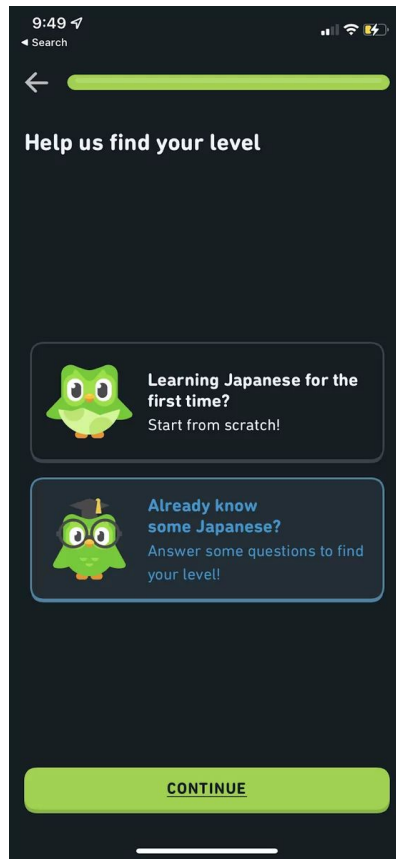 9:49
◀ Search
Help us find your level
Learning Japanese for the
first time?
Start from scratch!
Already know
some Japanese?
Answer some questions to find
your level!
CONTINUE